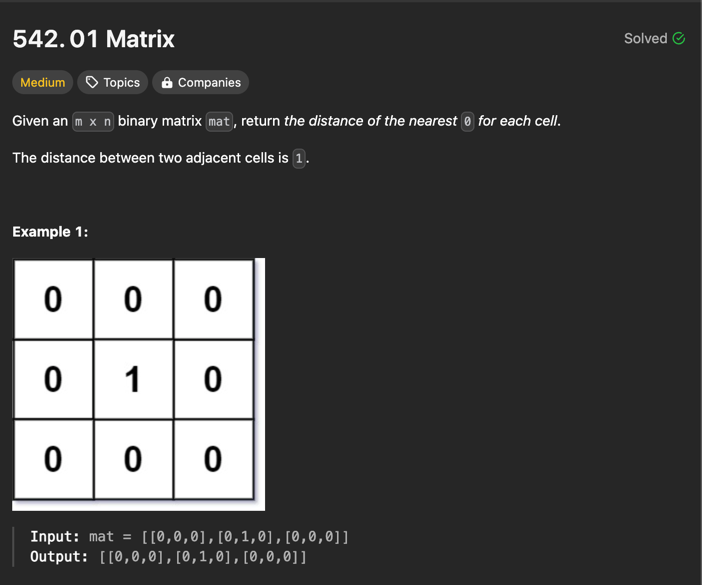 542. 01 Matrix
Solved
Medium Topics Companies
Given an m x n binary matrix mat, return the distance of the nearest 0 for each cell.
The distance between two adjacent cells is 1.
Example 1:
0 0 0
0 1 0
0 0 0
Input: mat = [[0,0,0],[0,1,0],[0,0,0]]
Output: [[0,0,0],[0,1,0],[0,0,0]]